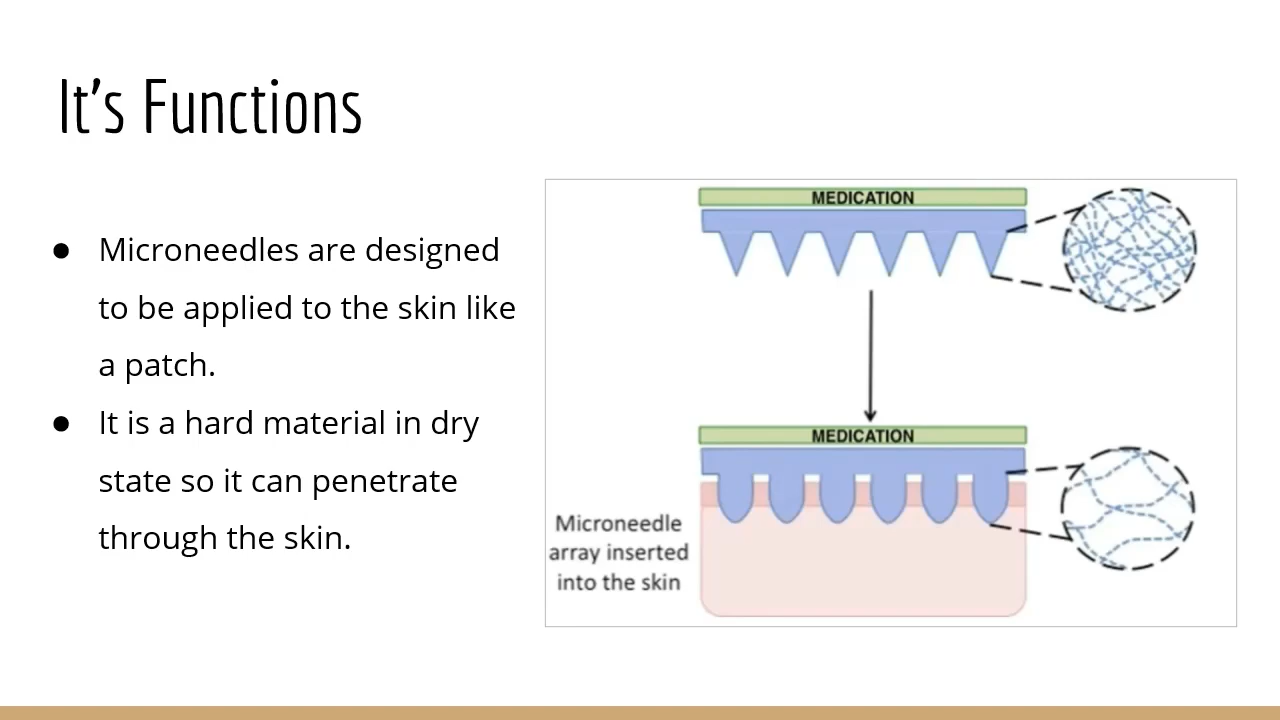 It’s Functions
● Microneedles are designed
to be applied to the skin like
a patch.
● It is a hard material in dry
state so it can penetrate
through the skin.
MEDICATION
MEDICATION
Microneedle
array inserted
into the skin